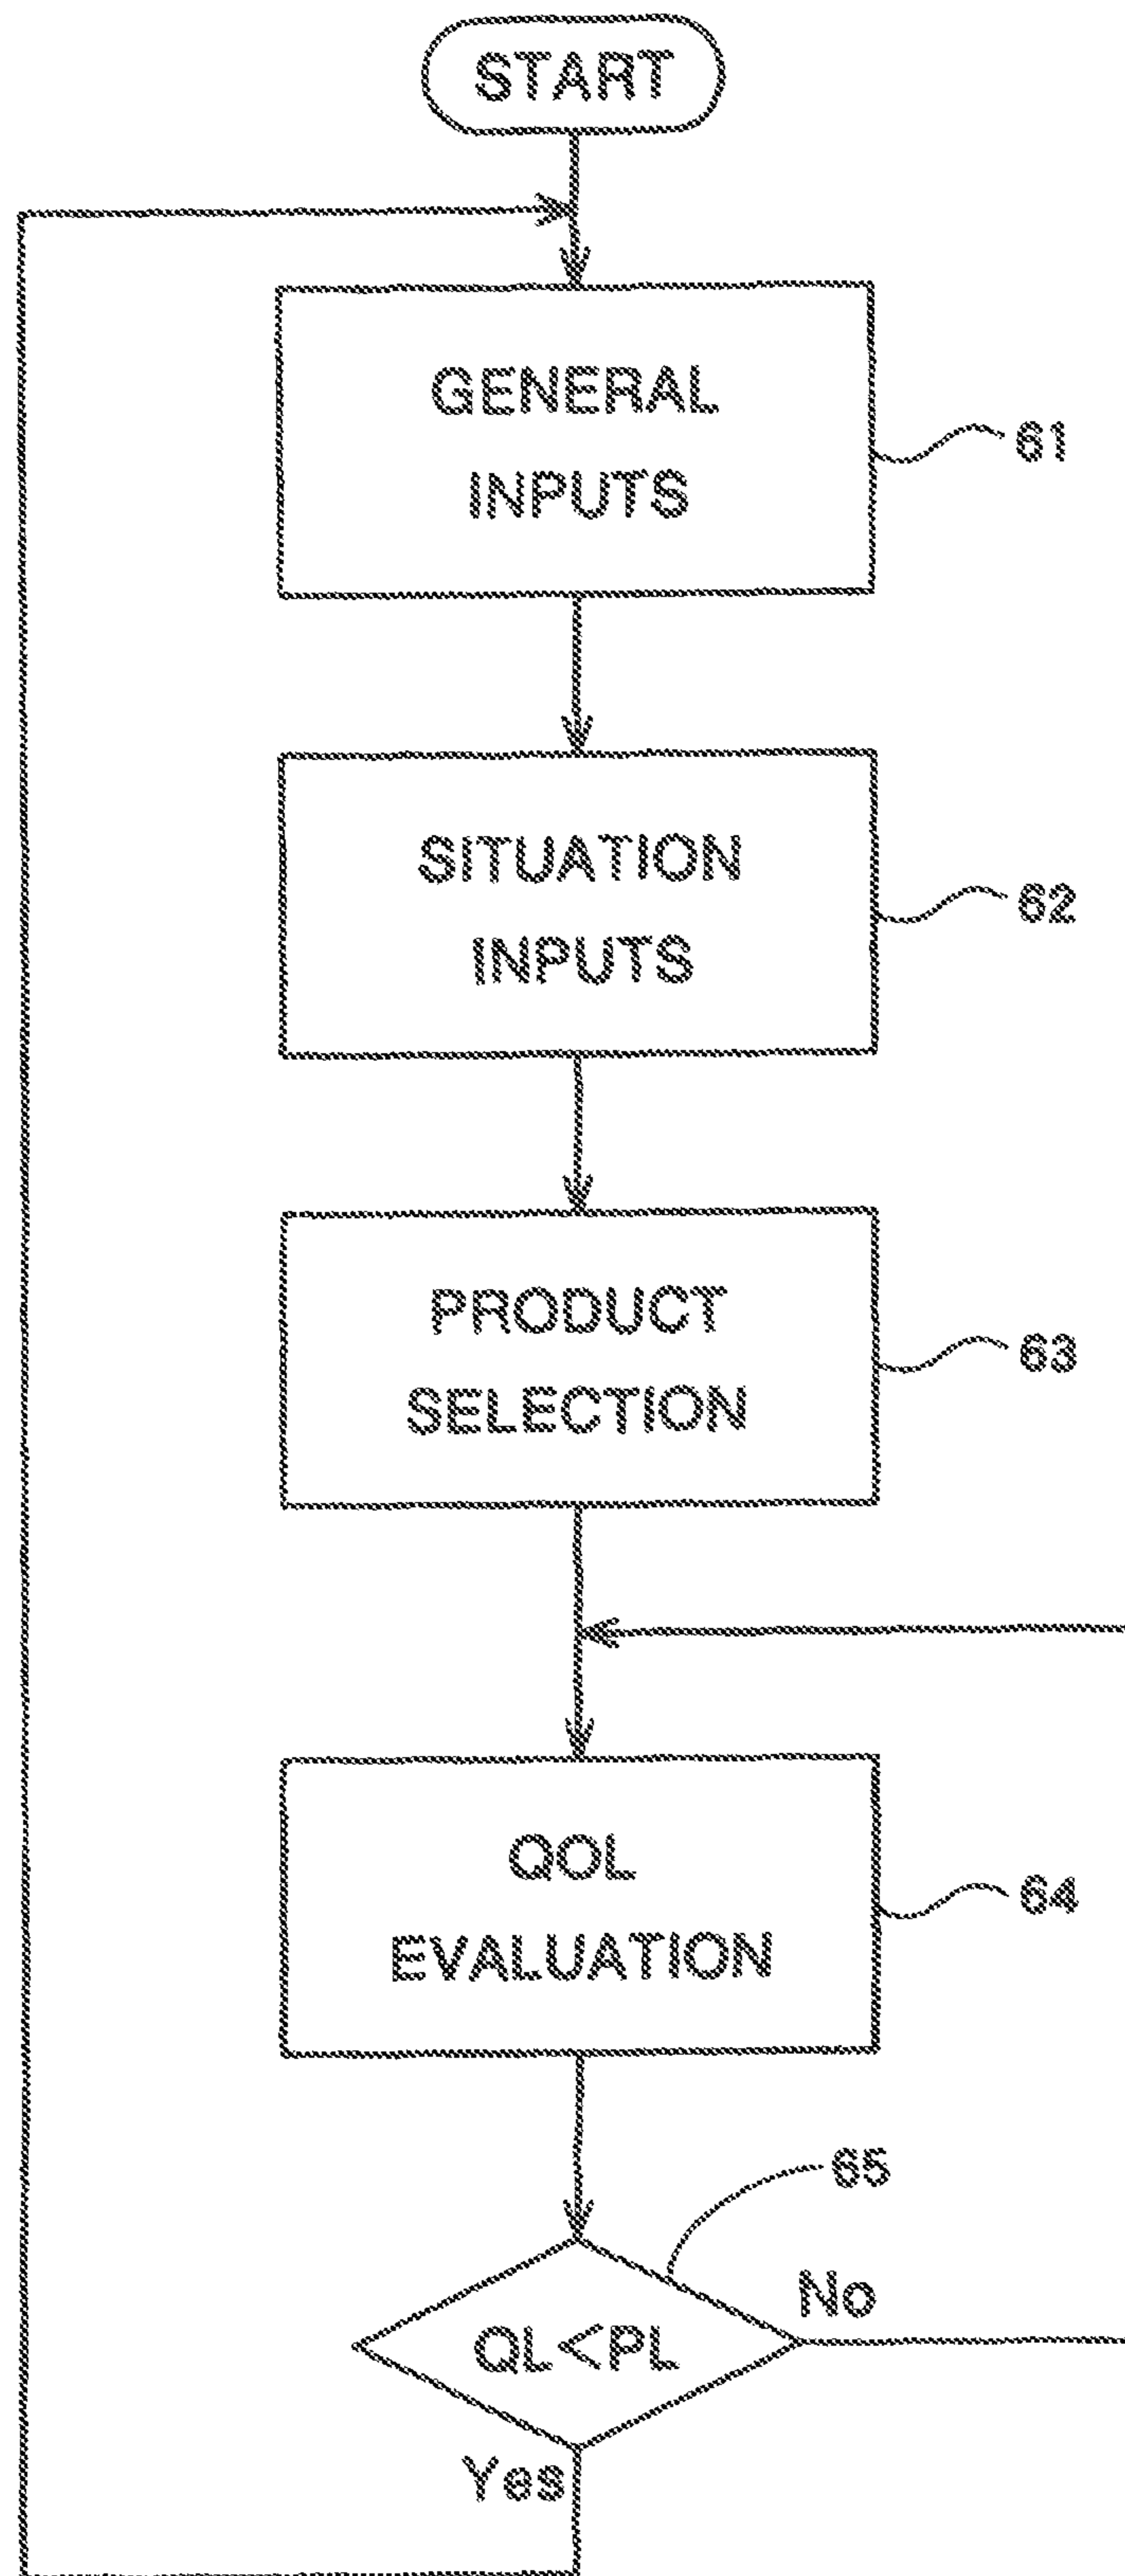 START
GENERAL
INPUTS
61
SITUATION
INPUTS
62
PRODUCT
SELECTION
63
QOL
EVALUATION
64
65
No
QL<PL
Yes